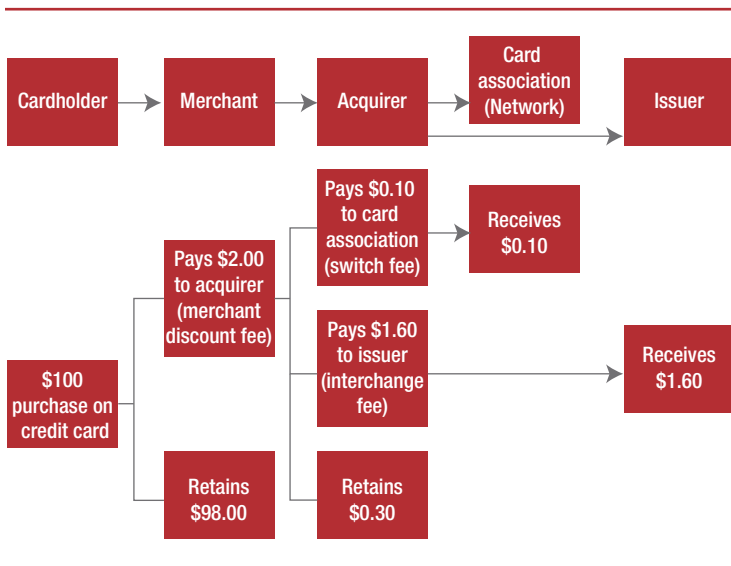 Cardholder
Merchant
Acquirer
Card
association
(Network)
Issuer
Pays $0.10
to card
association
(switch fee)
Receives
$0.10
Pays $2.00
to acquirer
(merchant
discount fee)
Pays $1.60
to issuer
(interchange
fee)
Receives
$1.60
$100
purchase on
credit card
Retains
$98.00
Retains
$0.30